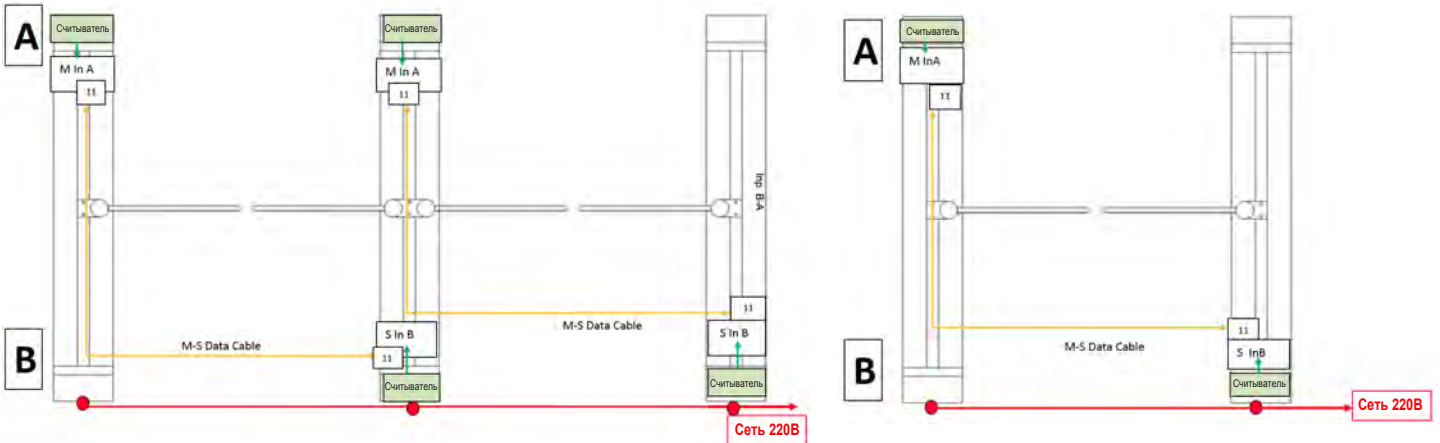 A
Считыватель
Считыватель
M In A
11
M In A
11
Inp. B-A
M-S Data Cable
M-S Data Cable
S In B
11
11
S In B
B
Считыватель
Считыватель
Сеть 220В
A
Считыватель
M InA
11
M-S Data Cable
11
S InB
B
Считыватель
Сеть 220В